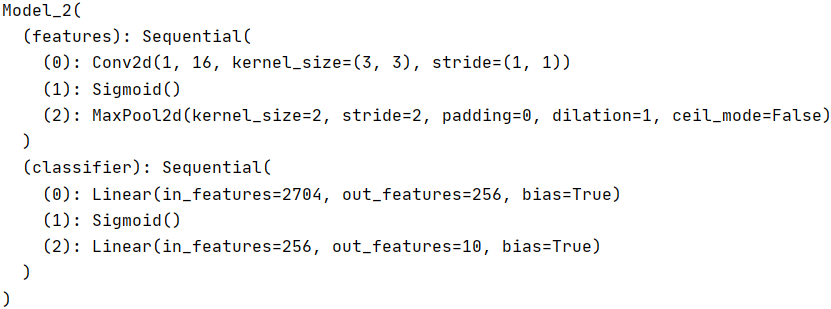 Model_2(
  (features): Sequential(
    (0): Conv2d(1, 16, kernel_size=(3, 3), stride=(1, 1))
    (1): Sigmoid()
    (2): MaxPool2d(kernel_size=2, stride=2, padding=0, dilation=1, ceil_mode=False)
  )
  (classifier): Sequential(
    (0): Linear(in_features=2704, out_features=256, bias=True)
    (1): Sigmoid()
    (2): Linear(in_features=256, out_features=10, bias=True)
  )
)